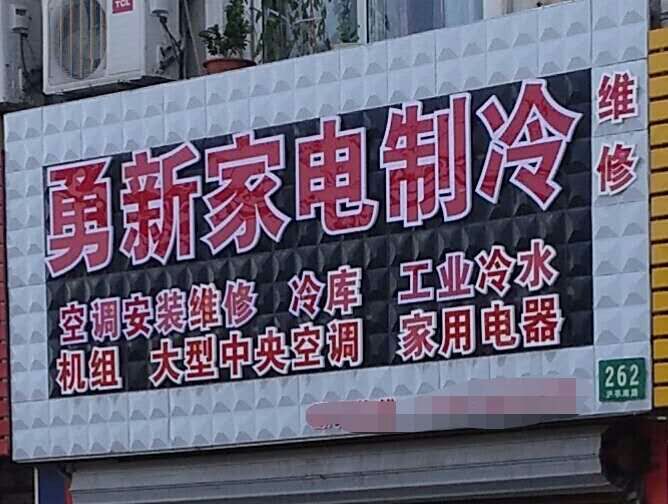 TCL
勇新家电制冷
维修
空调安装维修 冷库 工业冷水
机组 大型中央空调 家用电器
262